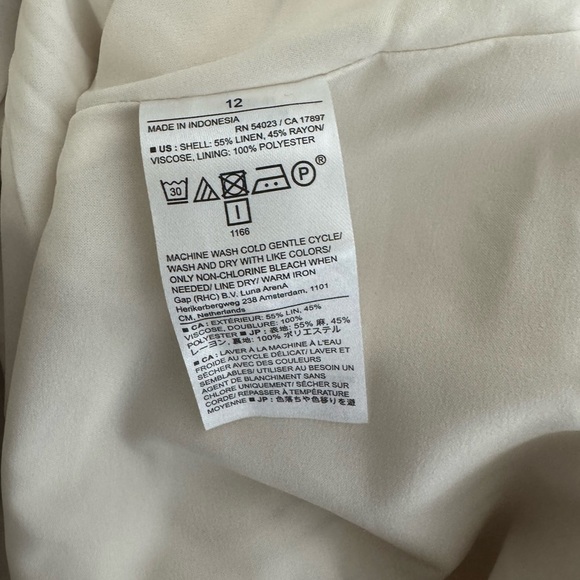 12
MADE IN INDONESIA RN 54023 / CA 17897
■ US : SHELL: 55% LINEN, 45% RAYON/
VISCOSE, LINING: 100% POLYESTER
30 P ®
1166
MACHINE WASH COLD GENTLE CYCLE/
WASH AND DRY WITH LIKE COLORS/
ONLY NON-CHLORINE BLEACH WHEN
NEEDED/ LINE DRY/ WARM IRON
Gap (RHC) B.V. Luna ArenA
Herikerbergweg 238 Amsterdam, 1101
CM, Netherlands
■ CA : EXTÉRIEUR: 55% LIN, 45%
VISCOSE, DOUBLURE: 100%
POLYESTER ■ JP : 表地: 55% 麻, 45%
レーヨン, 裏地: 100% ポリエステル
■ CA : LAVER À LA MACHINE À L'EAU
FROIDE AU CYCLE DÉLICAT/ LAVER ET
SÉCHER AVEC DES COULEURS
SEMBLABLES/ UTILISER AU BESOIN UN
AGENT DE BLANCHIMENT SANS
CHLORE UNIQUEMENT/ SÉCHER SUR
CORDE/ REPASSER À TEMPÉRATURE
MOYENNE ■ JP : 色落ちや色移りを避